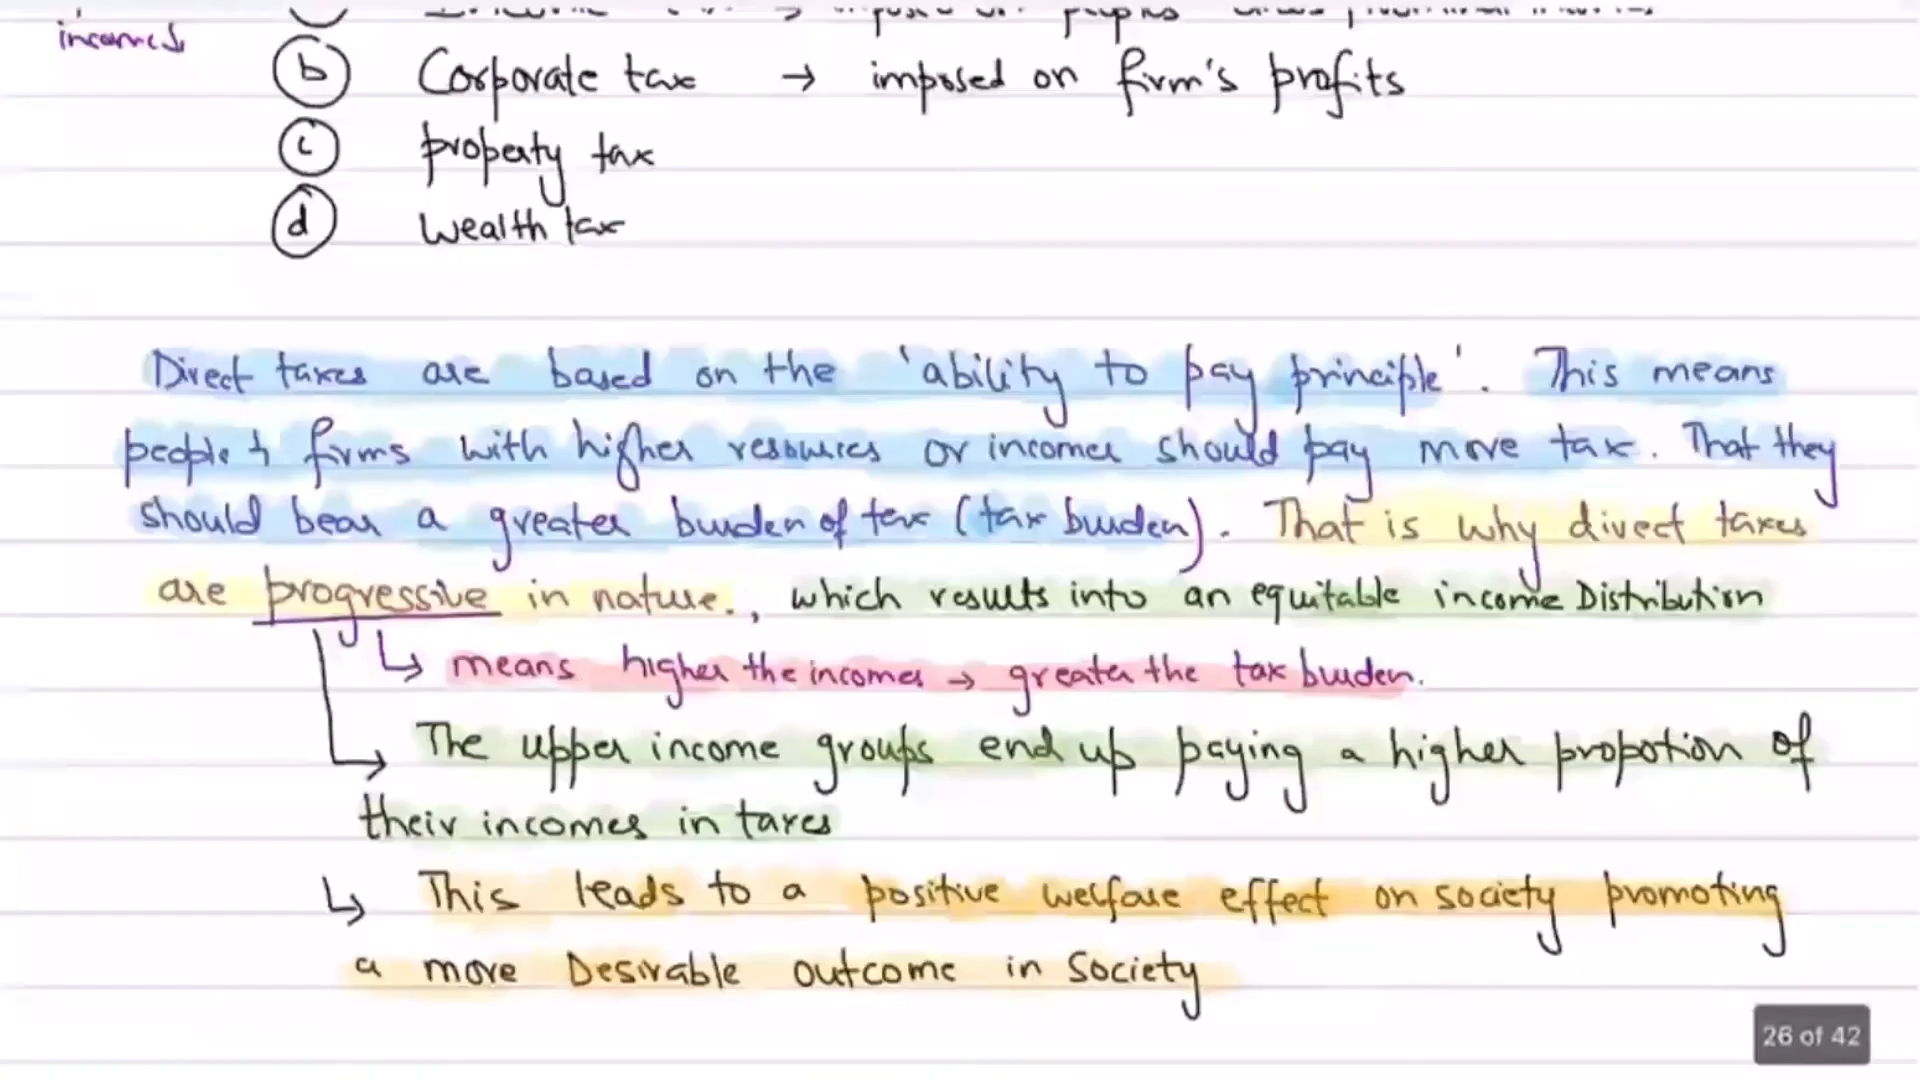 incomes
b Corporate tax → imposed on firm's profits
c property tax
d Wealth tax
Direct taxes are based on the 'ability to pay principle'. This means
people & firms with higher resources or incomes should pay more tax. That they
should bear a greater burden of tax (tax burden). That is why direct taxes
are progressive in nature., which results into an equitable income Distribution
↳ means higher the incomes → greater the tax burden.
↳ The upper income groups end up paying a higher propotion of
their incomes in taxes
↳ This leads to a positive welfare effect on society promoting
a more Desirable outcome in Society
26 of 42